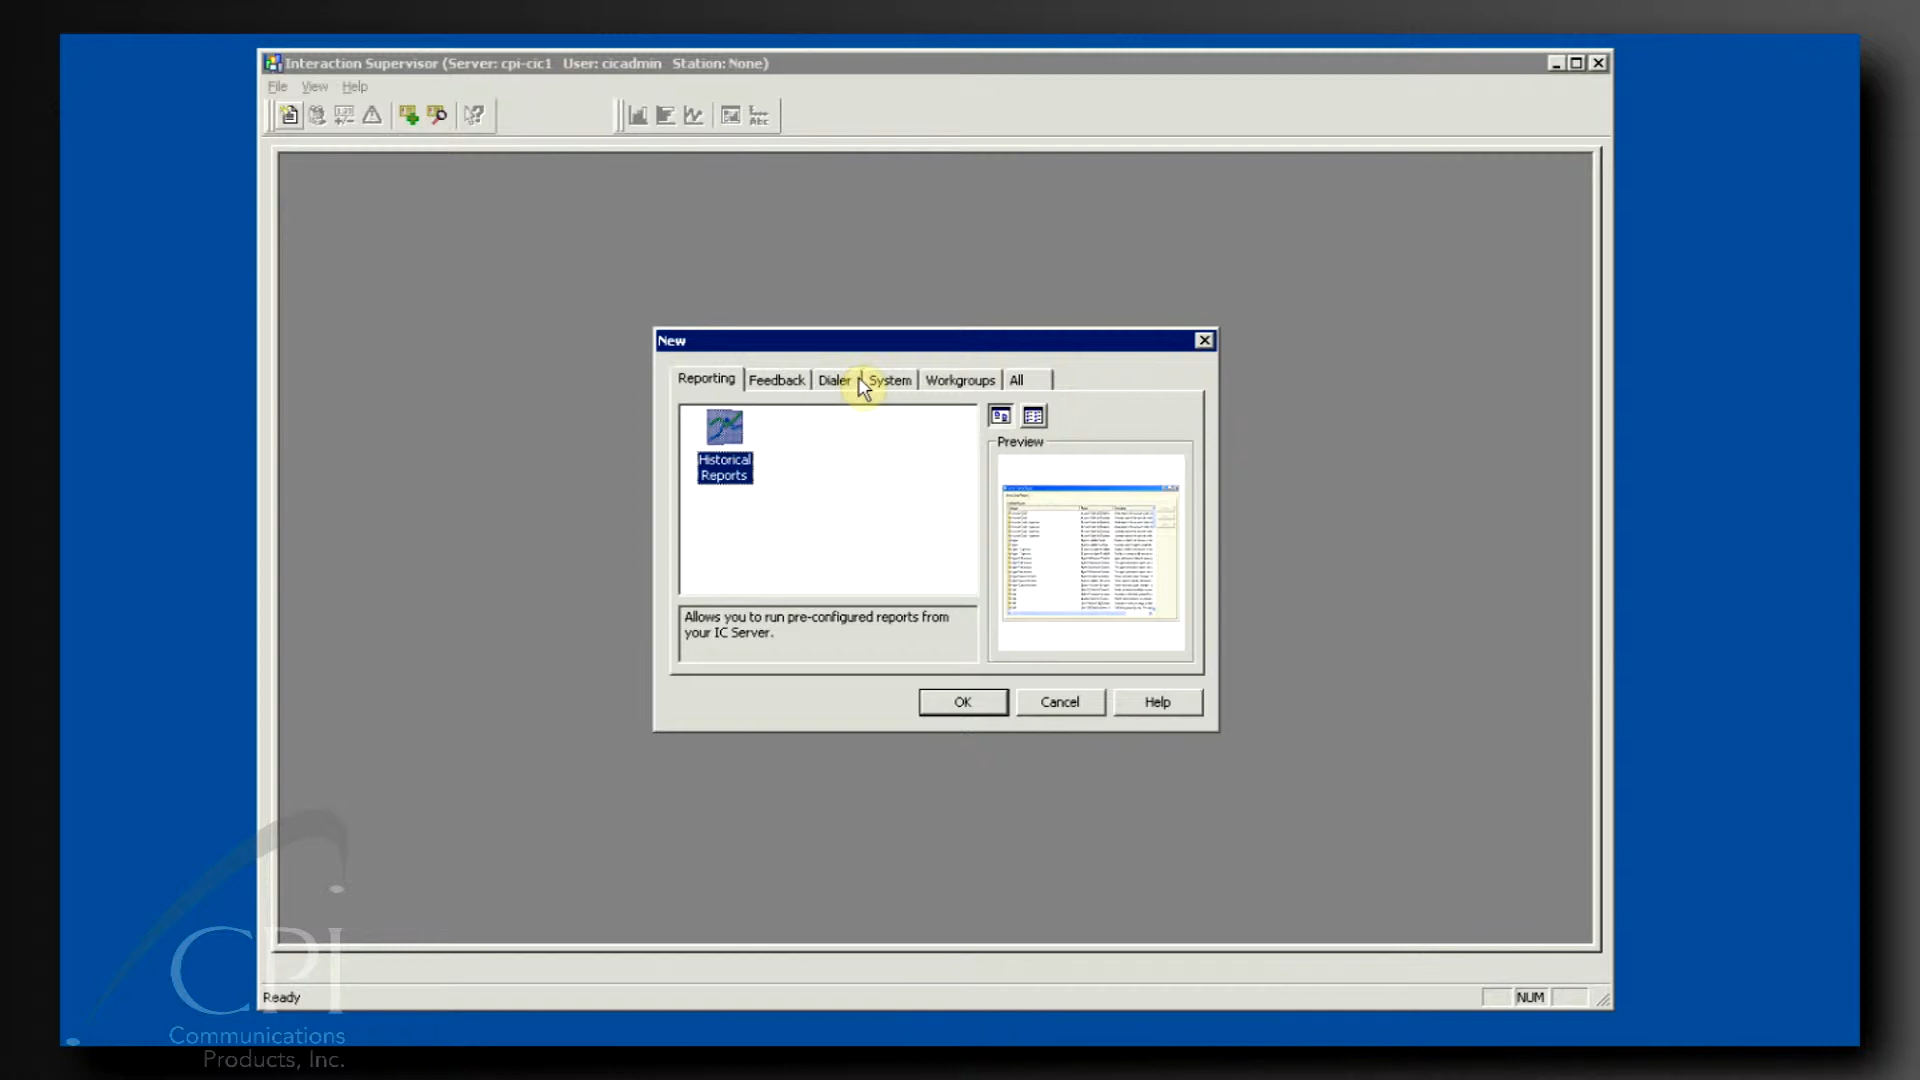 Interaction Supervisor (Server: cpi-cic1 User: cicadmin Station: None)
File View Help
Abc
New
Reporting Feedback Dialer System Workgroups All
Historical
Reports
Preview
Allows you to run pre-configured reports from
your IC Server.
OK Cancel Help
CPI
Communications
Products, Inc.
Ready NUM